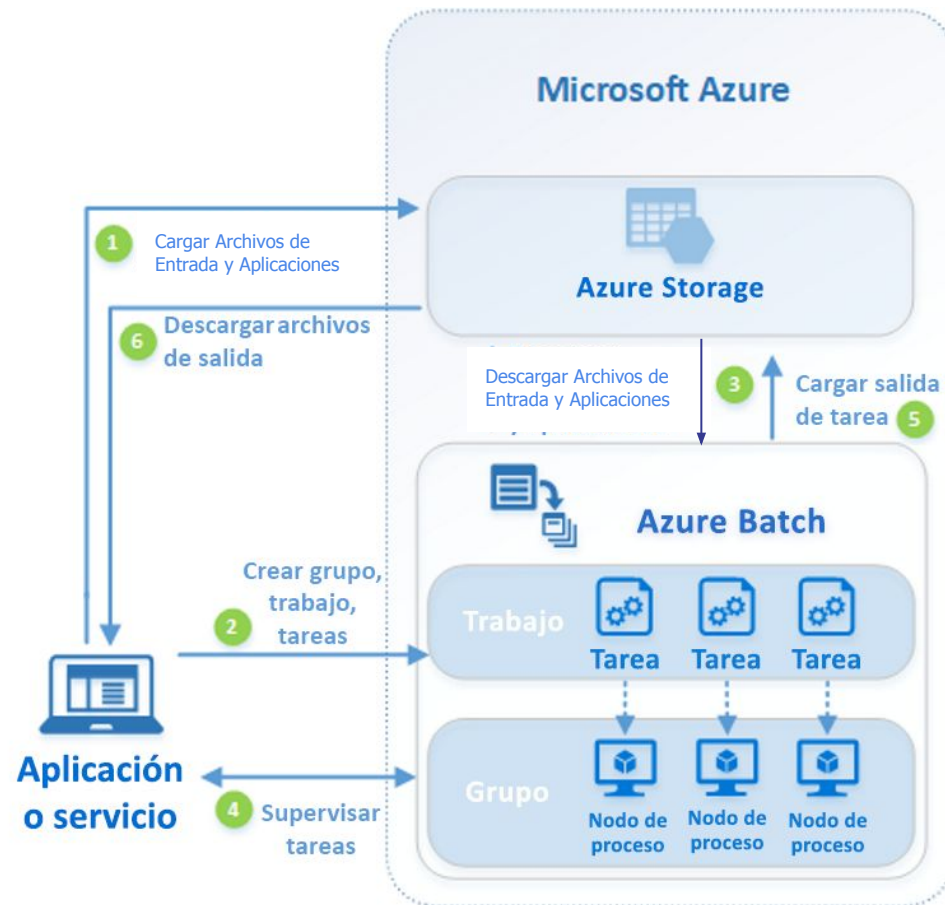 Microsoft Azure
1
Cargar Archivos de
Entrada y Aplicaciones
Azure Storage
6
Descargar archivos
de salida
Descargar Archivos de
Entrada y Aplicaciones
3
Cargar salida
de tarea 5
Azure Batch
Crear grupo,
trabajo,
tareas
2
Trabajo
Tarea
Tarea
Tarea
Aplicación
o servicio
4
Supervisar
tareas
Grupo
Nodo de
proceso
Nodo de
proceso
Nodo de
proceso